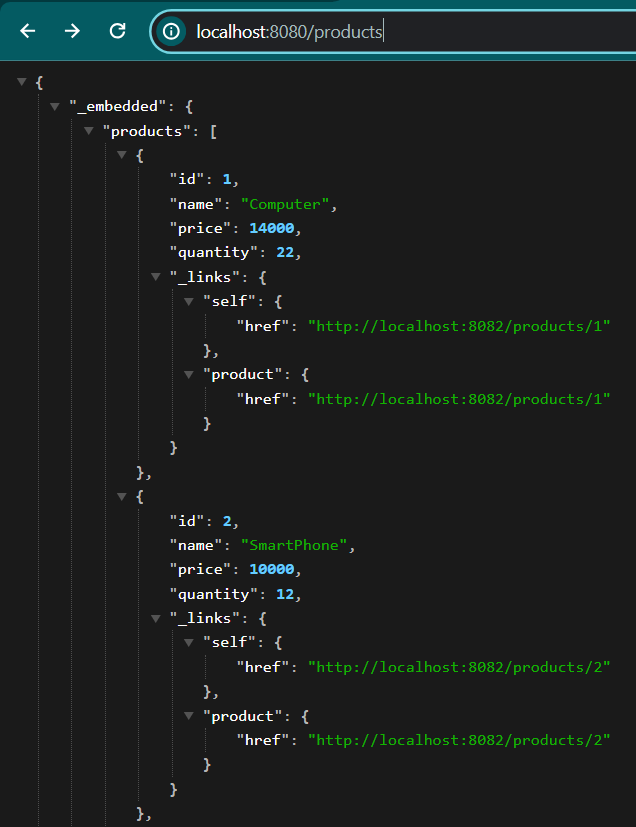 localhost:8080/products
{
"_embedded": {
"products": [
{
"id": 1,
"name": "Computer",
"price": 14000,
"quantity": 22,
"_links": {
"self": {
"href": "http://localhost:8082/products/1"
},
"product": {
"href": "http://localhost:8082/products/1"
}
}
},
{
"id": 2,
"name": "SmartPhone",
"price": 10000,
"quantity": 12,
"_links": {
"self": {
"href": "http://localhost:8082/products/2"
},
"product": {
"href": "http://localhost:8082/products/2"
}
}
},